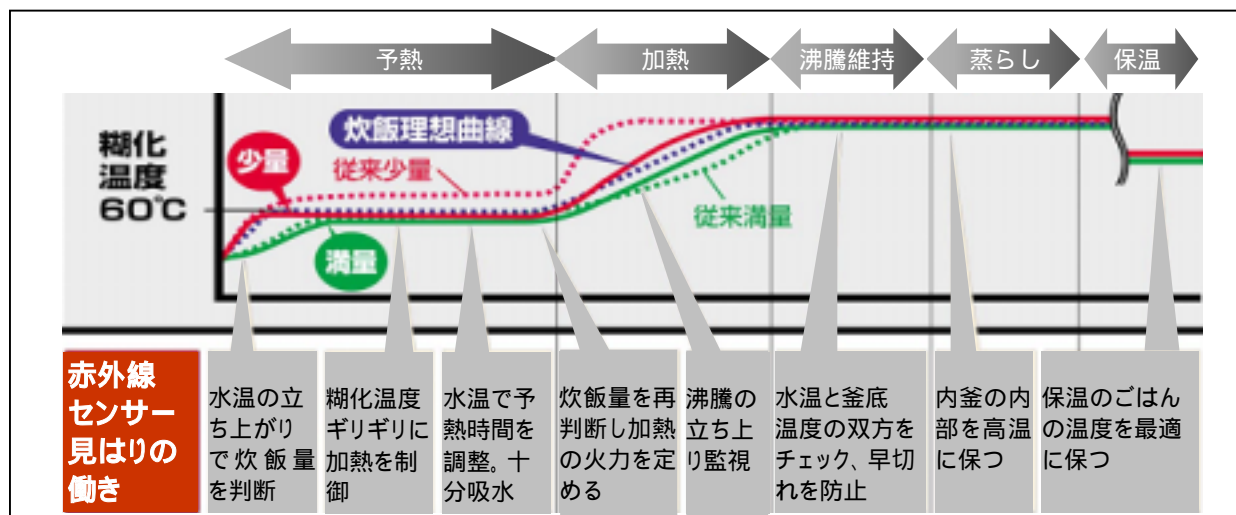 予熱
加熱
沸騰維持
蒸らし
保温
糊化
温度
60℃
少量
炊飯理想曲線
従来少量
満量
従来満量
赤外線
センサー
見はりの
働き
水温の立
ち上がり
で炊飯量
を判断
糊化温度
ギリギリに
加熱を制
御
水温で予
熱時間を
調整。十
分吸水
炊飯量を再
判断し加熱
の火力を定
める
沸騰の
立ち上
り監視
水温と釜底
温度の双方を
チェック、早切
れを防止
内釜の内
部を高温
に保つ
保温のごはん
の温度を最適
に保つ